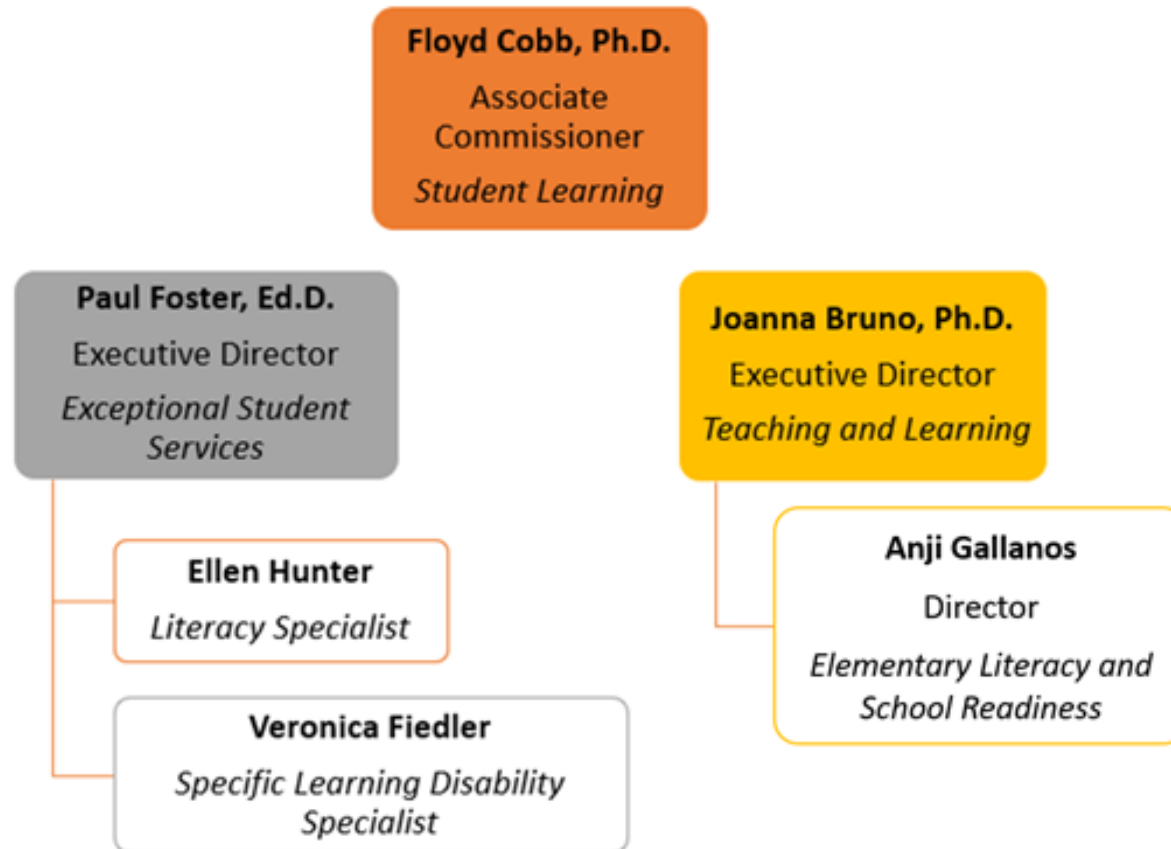 Floyd Cobb, Ph.D.
Associate
Commissioner
Student Learning
Paul Foster, Ed.D.
Executive Director
Exceptional Student
Services
Ellen Hunter
Literacy Specialist
Veronica Fiedler
Specific Learning Disability
Specialist
Joanna Bruno, Ph.D.
Executive Director
Teaching and Learning
Anji Gallanos
Director
Elementary Literacy and
School Readiness